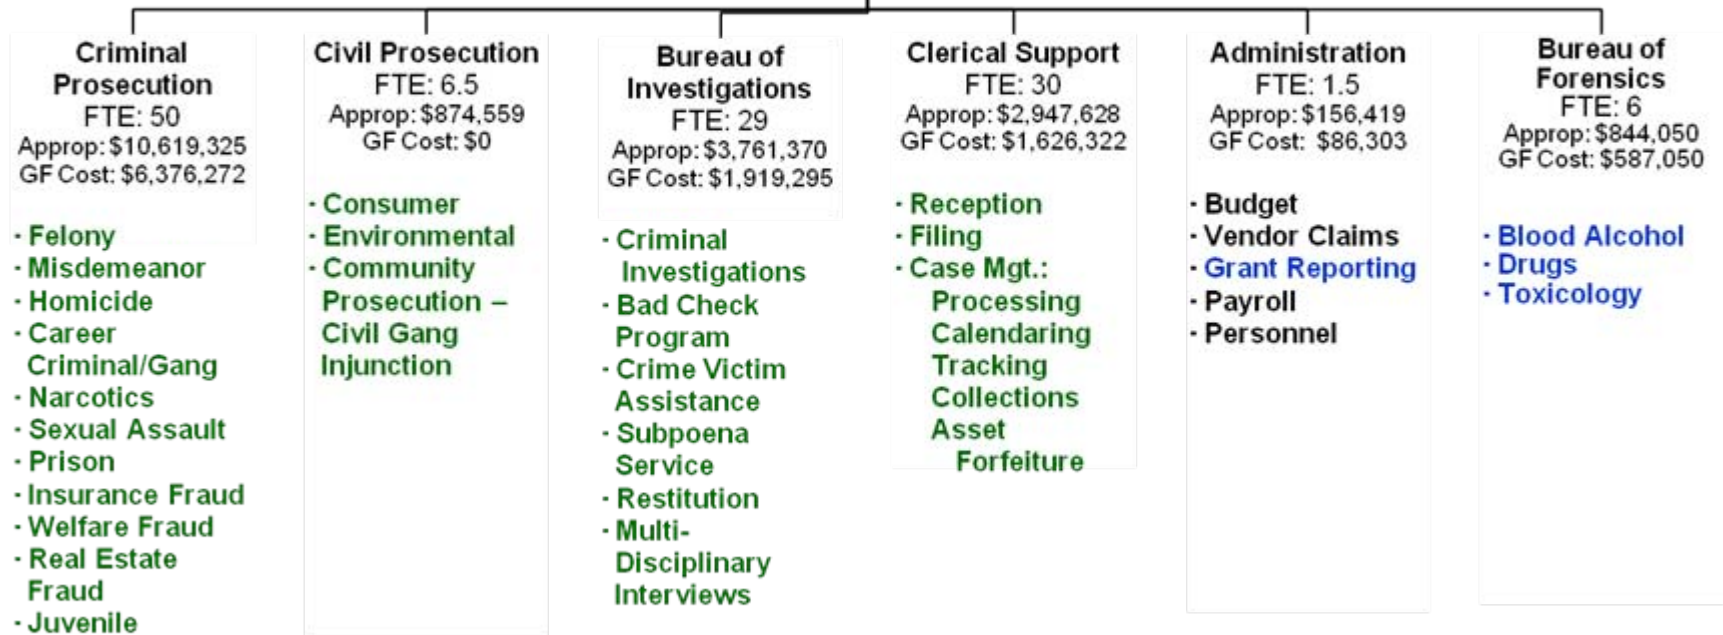 Criminal
Prosecution
FTE: 50
Approp: $10,619,325
GF Cost: $6,376,272
· Felony
· Misdemeanor
· Homicide
· Career
Criminal/Gang
· Narcotics
· Sexual Assault
· Prison
· Insurance Fraud
· Welfare Fraud
· Real Estate
Fraud
· Juvenile
Civil Prosecution
FTE: 6.5
Approp: $874,559
GF Cost: $0
· Consumer
· Environmental
· Community
Prosecution –
Civil Gang
Injunction
Bureau of
Investigations
FTE: 29
Approp: $3,761,370
GF Cost: $1,919,295
· Criminal
Investigations
· Bad Check
Program
· Crime Victim
Assistance
· Subpoena
Service
· Restitution
· Multi-
Disciplinary
Interviews
Clerical Support
FTE: 30
Approp: $2,947,628
GF Cost: $1,626,322
· Reception
· Filing
· Case Mgt.:
Processing
Calendaring
Tracking
Collections
Asset
Forfeiture
Administration
FTE: 1.5
Approp: $156,419
GF Cost: $86,303
· Budget
· Vendor Claims
· Grant Reporting
· Payroll
· Personnel
Bureau of
Forensics
FTE: 6
Approp: $844,050
GF Cost: $587,050
· Blood Alcohol
· Drugs
· Toxicology